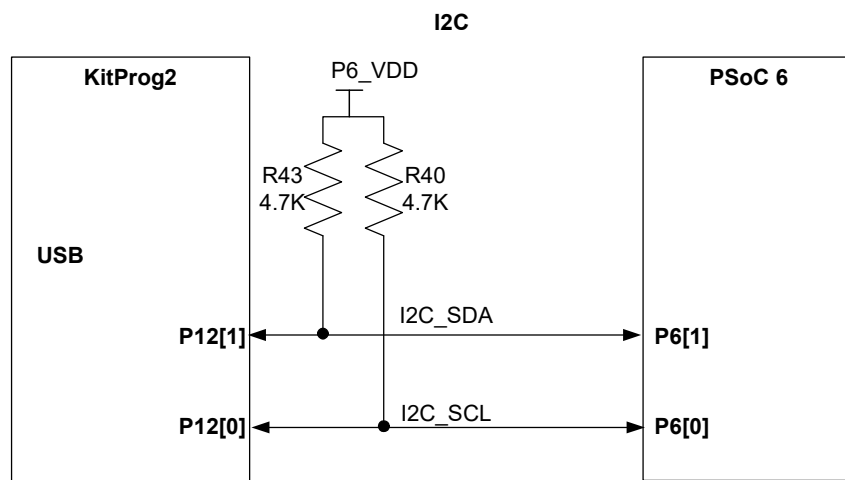 I2C
KitProg2
P6_VDD
PSoC 6
R43
4.7K
R40
4.7K
USB
P12[1]
I2C_SDA
P6[1]
P12[0]
I2C_SCL
P6[0]